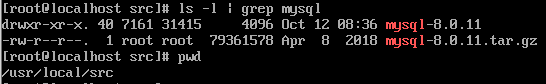 [root@localhost src]# ls -l | grep mysql
drwxr-xr-x. 40 7161 31415     4096 Oct 12 08:36 mysql-8.0.11
-rw-r--r--.  1 root root  79361578 Apr  8  2018 mysql-8.0.11.tar.gz
[root@localhost src]# pwd
/usr/local/src